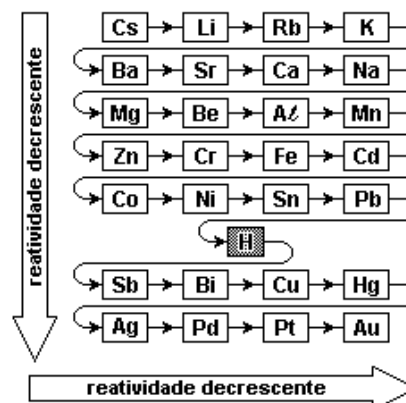 Cs Li Rb K
Ba Sr Ca Na
Mg Be Aℓ Mn
Zn Cr Fe Cd
Co Ni Sn Pb
H
Sb Bi Cu Hg
Ag Pd Pt Au
reatividade decrescente
reatividade decrescente